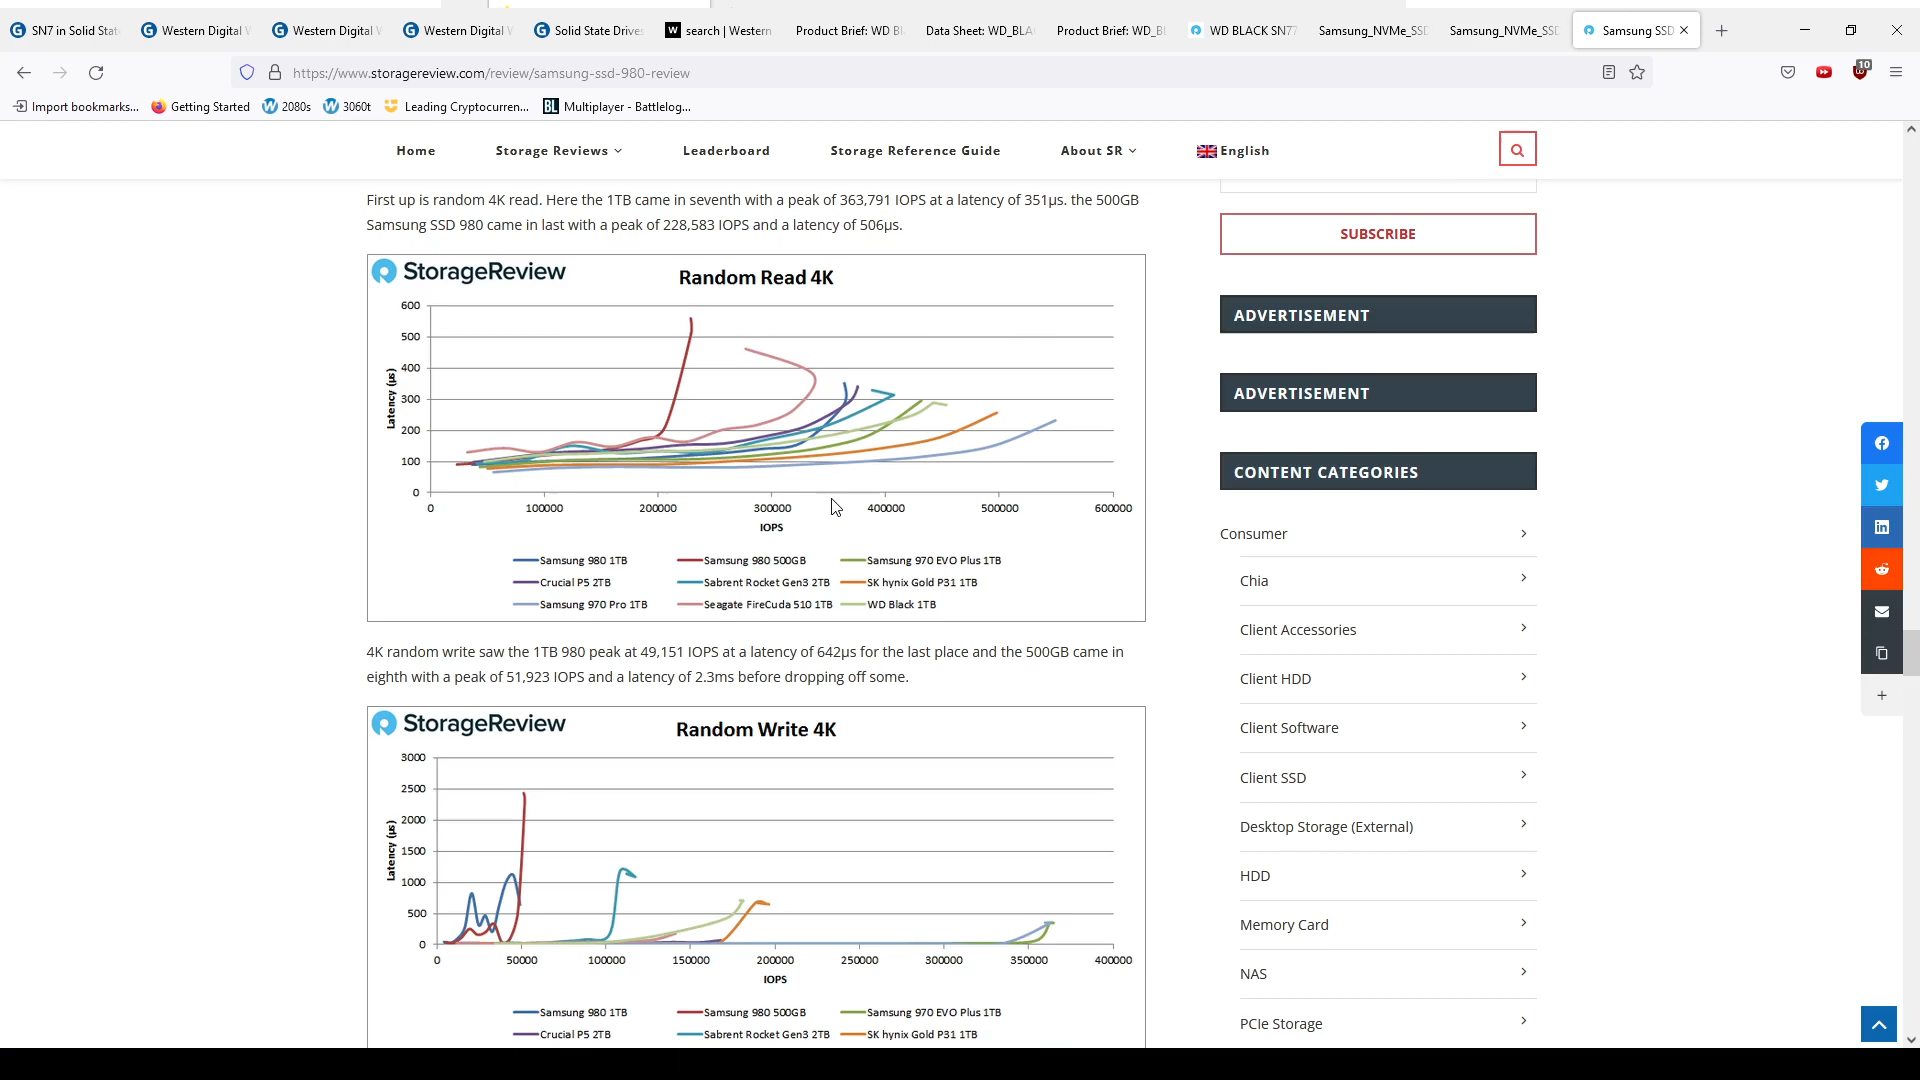 SN7 in Solid Stat
Western Digital
Western Digital
Western Digital
Solid State Drives
W search | Western
Product Brief: WD Bl
Data Sheet: WD_BLA
Product Brief: WD_Bl
WD BLACK SN77
Samsung_NVMe_SSD
Samsung_NVMe_SSD
Samsung SSD
https://www.storagereview.com/review/samsung-ssd-980-review
10
Import bookmarks...
Getting Started
2080s
3060t
Leading Cryptocurren...
BL Multiplayer - Battlelog...
Home
Storage Reviews
Leaderboard
Storage Reference Guide
About SR
English
First up is random 4K read. Here the 1TB came in seventh with a peak of 363,791 IOPS at a latency of 351µs. the 500GB
Samsung SSD 980 came in last with a peak of 228,583 IOPS and a latency of 506µs.
StorageReview
Random Read 4K
600
500
400
300
200
100
0
Latency (µs)
0 100000 200000 300000 400000 500000 600000
IOPS
Samsung 980 1TB Samsung 980 500GB Samsung 970 EVO Plus 1TB
Crucial P5 2TB Sabrent Rocket Gen3 2TB SK hynix Gold P31 1TB
Samsung 970 Pro 1TB Seagate FireCuda 510 1TB WD Black 1TB
4K random write saw the 1TB 980 peak at 49,151 IOPS at a latency of 642µs for the last place and the 500GB came in
eighth with a peak of 51,923 IOPS and a latency of 2.3ms before dropping off some.
StorageReview
Random Write 4K
3000
2500
2000
1500
1000
500
0
Latency (µs)
0 50000 100000 150000 200000 250000 300000 350000 400000
IOPS
Samsung 980 1TB Samsung 980 500GB Samsung 970 EVO Plus 1TB
Crucial P5 2TB Sabrent Rocket Gen3 2TB SK hynix Gold P31 1TB
SUBSCRIBE
ADVERTISEMENT
ADVERTISEMENT
CONTENT CATEGORIES
Consumer
Chia
Client Accessories
Client HDD
Client Software
Client SSD
Desktop Storage (External)
HDD
Memory Card
NAS
PCIe Storage